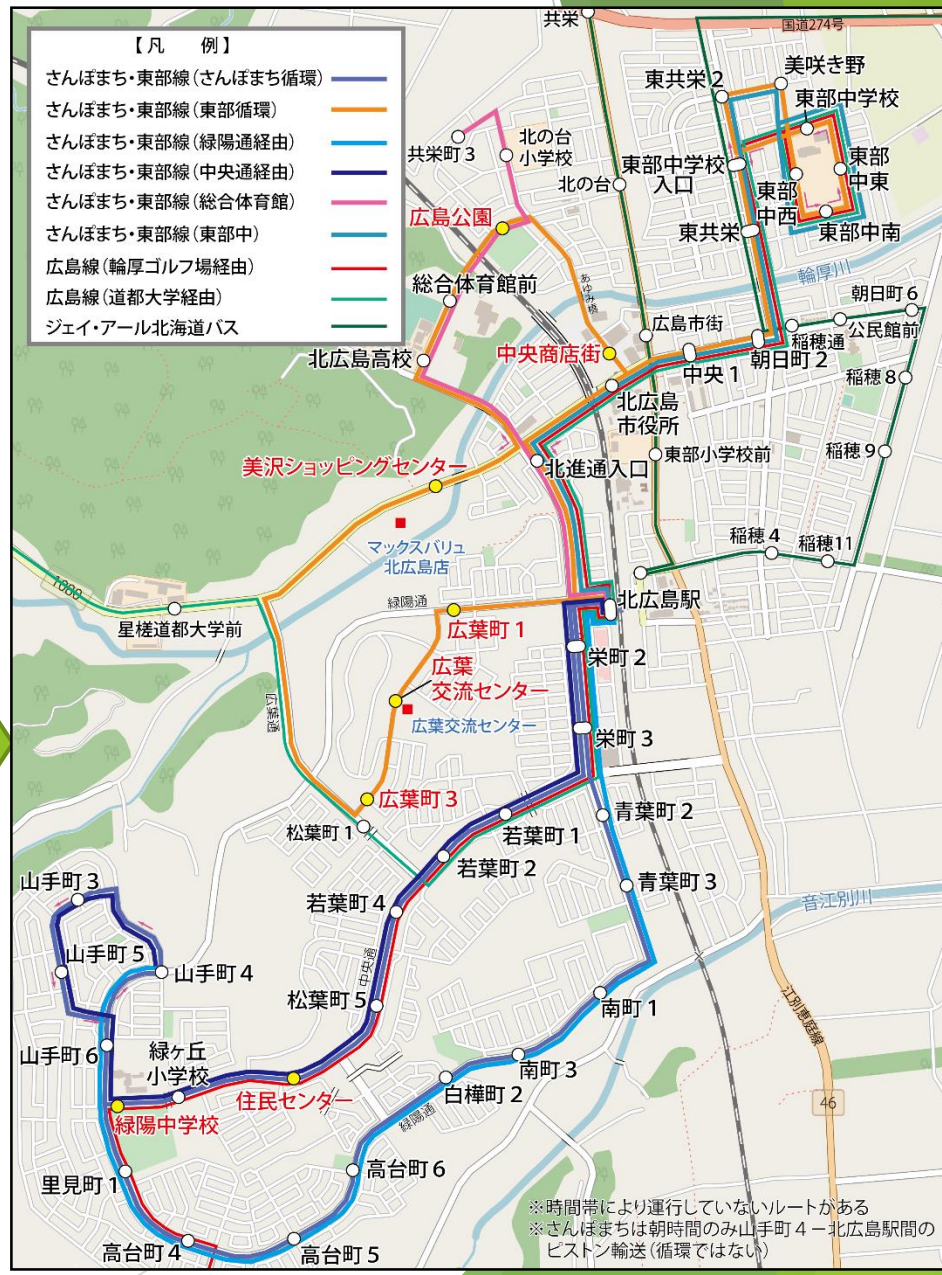 【凡　例】
さんぽまち・東部線(さんぽまち循環)
さんぽまち・東部線(東部循環)
さんぽまち・東部線(緑陽通経由)
さんぽまち・東部線(中央通経由)
さんぽまち・東部線(総合体育館)
さんぽまち・東部線(東部中)
広島線(輪厚ゴルフ場経由)
広島線(道都大学経由)
ジェイ・アール北海道バス
共栄
国道274号
東共栄2
美咲き野
東部中学校
共栄町3
北の台
小学校
北の台
東部中学校
入口
東部
中東
東部
中西
東部中南
広島公園
東共栄
あゆみ橋
輪厚川
総合体育館前
朝日町6
広島市街
公民館前
稲穂通
北広島高校
中央商店街
中央1
朝日町2
稲穂8
北広島
市役所
美沢ショッピングセンター
北進通入口
東部小学校前
稲穂9
マックスバリュ
北広島店
稲穂4
稲穂11
1080
星槎道都大学前
緑陽通
北広島駅
広葉町1
栄町2
広葉
交流センター
広葉交流センター
広葉通
栄町3
広葉町3
松葉町1
若葉町1
青葉町2
若葉町2
青葉町3
山手町3
若葉町4
音江別川
山手町5
山手町4
中央通
松葉町5
南町1
江別恵庭線
山手町6
緑ヶ丘
小学校
南町3
住民センター
白樺町2
46
緑陽中学校
緑陽通
里見町1
高台町6
高台町4
高台町5
※時間帯により運行していないルートがある
※さんぽまちは朝時間のみ山手町4－北広島駅間の
ピストン輸送(循環ではない)